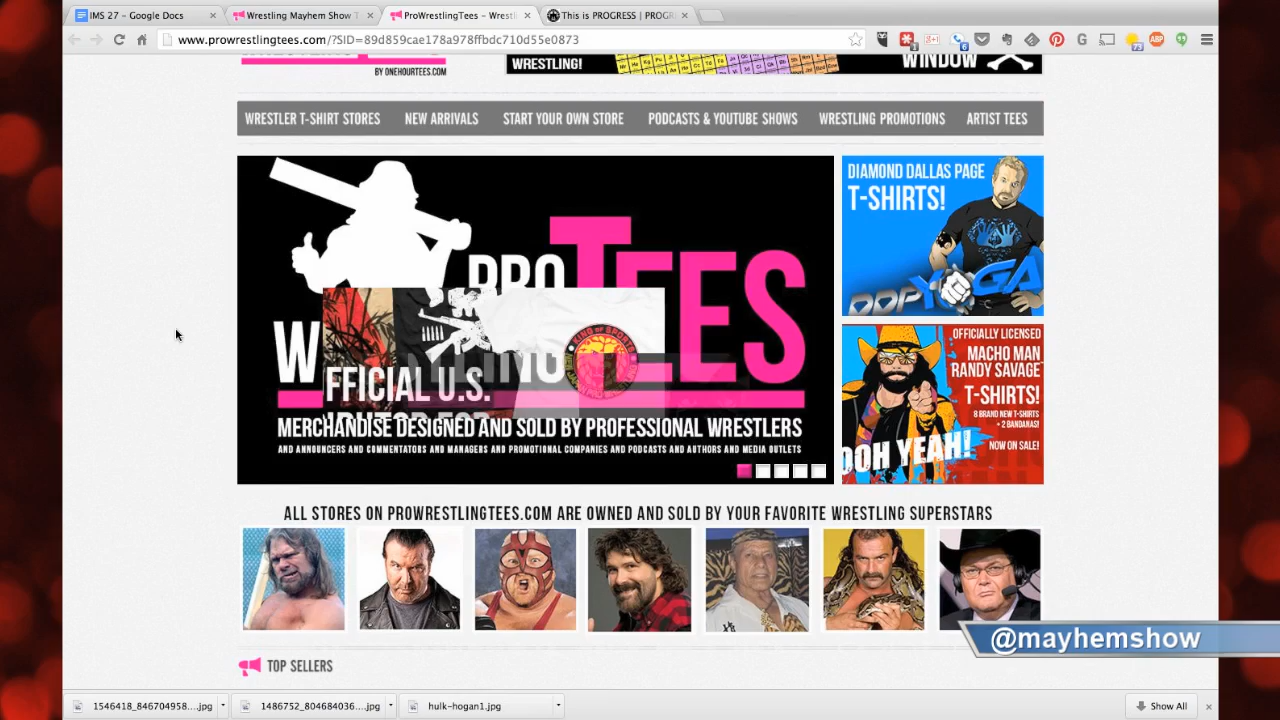 IMS 27 – Google Docs
Wrestling Mayhem Show T
ProWrestlingTees – Wrestli
This is PROGRESS | PROGR
www.prowrestlingtees.com/?SID=89d859cae178a978ffbdc710d55e0873
BY ONEHOURTEES.COM
WRESTLING!
WINDOW
WRESTLER T-SHIRT STORES
NEW ARRIVALS
START YOUR OWN STORE
PODCASTS & YOUTUBE SHOWS
WRESTLING PROMOTIONS
ARTIST TEES
PRO
TEES
W
KING OF SPORTS
FFICIAL U.S.
MERCHANDISE DESIGNED AND SOLD BY PROFESSIONAL WRESTLERS
AND ANNOUNCERS AND COMMENTATORS AND MANAGERS AND PROMOTIONAL COMPANIES AND PODCASTS AND AUTHORS AND MEDIA OUTLETS
DIAMOND DALLAS PAGE
T-SHIRTS!
DDP YOGA
OFFICIALLY LICENSED
MACHO MAN
RANDY SAVAGE
T-SHIRTS!
8 BRAND NEW T-SHIRTS
+ 2 BANDANAS!
NOW ON SALE!
OOH YEAH!
ALL STORES ON PROWRESTLINGTEES.COM ARE OWNED AND SOLD BY YOUR FAVORITE WRESTLING SUPERSTARS
@mayhemshow
TOP SELLERS
1546418_846704958....jpg
1486752_804684036....jpg
hulk-hogan1.jpg
Show All